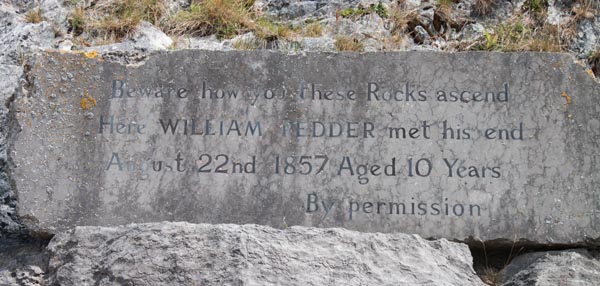 Beware how you these Rocks ascend
Here WILLIAM PEDDER met his end
August 22nd 1857 Aged 10 Years
By permission